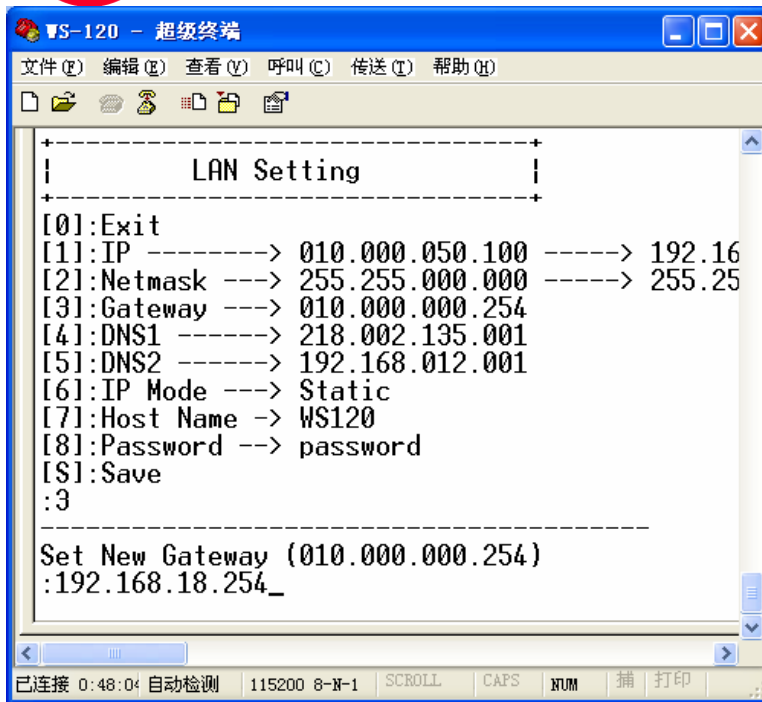 WS-120 - 超级终端
文件(F) 编辑(E) 查看(V) 呼叫(C) 传送(T) 帮助(H)
+-------------------------------+
¦         LAN Setting           ¦
+-------------------------------+
[0]:Exit
[1]:IP --------> 010.000.050.100 -----> 192.16
[2]:Netmask ---> 255.255.000.000 -----> 255.25
[3]:Gateway ---> 010.000.000.254
[4]:DNS1 ------> 218.002.135.001
[5]:DNS2 ------> 192.168.012.001
[6]:IP Mode ---> Static
[7]:Host Name -> WS120
[8]:Password --> password
[S]:Save
:3
----------------------------------------
Set New Gateway (010.000.000.254)
:192.168.18.254_
已连接 0:48:04 自动检测 115200 8-N-1 SCROLL CAPS NUM 捕 打印